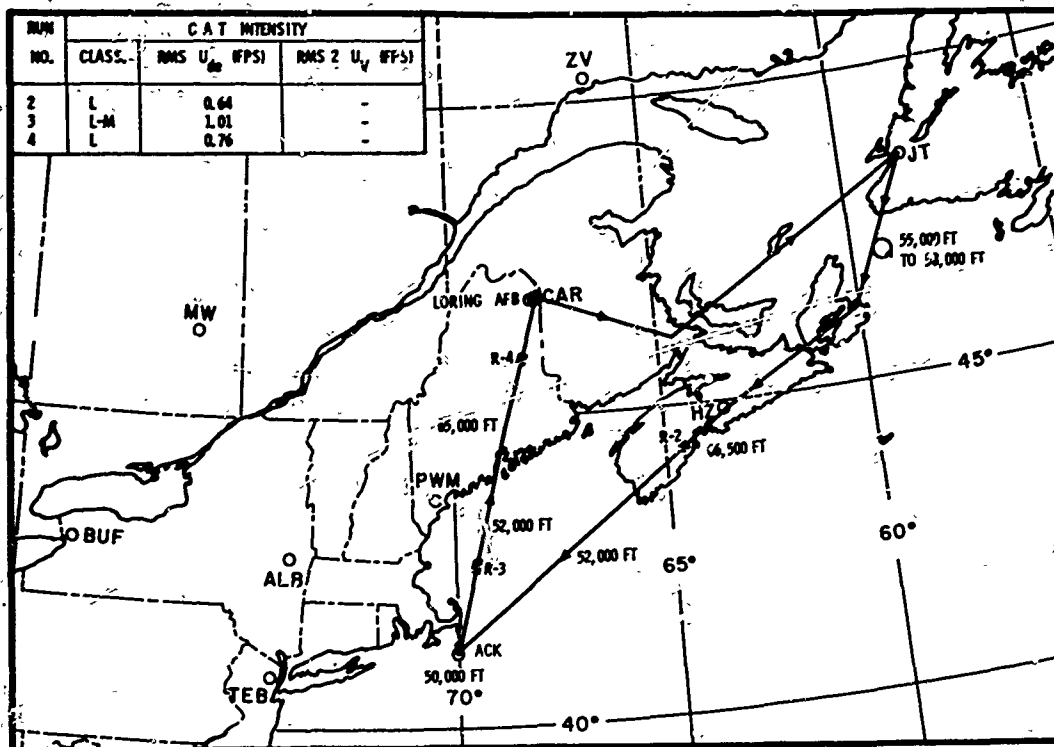 RUN NO.
CAT INTENSITY
CLASS.
RMS U (FPS)
RMS 2 U (FPS)
2 L 0.64 -
3 L-M 1.01 -
4 L 0.76 -
ZV
JT
55,000 FT
TO 58,000 FT
LORING AFB CAR
MW
R-4
45°
65,000 FT
HZ
R-2
66,500 FT
PWM
52,000 FT
60°
BUF
52,000 FT
65°
ALB
R-3
ACK
50,000 FT
TEB
70°
40°